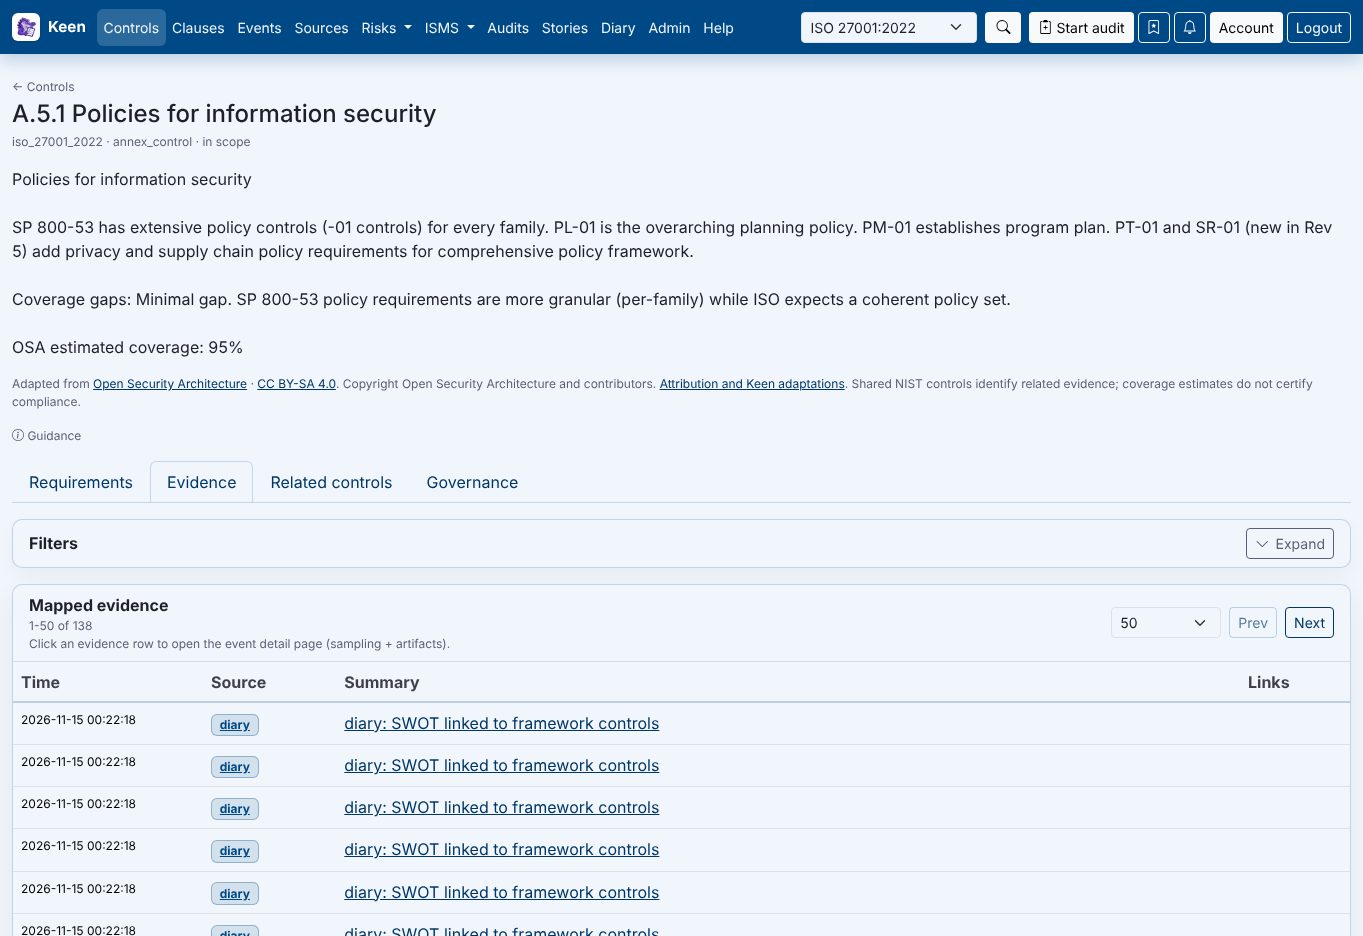 Keen Controls Clauses Events Sources Risks ISMS Audits Stories Diary Admin Help ISO 27001:2022 Start audit Account Logout
← Controls
A.5.1 Policies for information security
iso_27001_2022 · annex_control · in scope
Policies for information security
SP 800-53 has extensive policy controls (-01 controls) for every family. PL-01 is the overarching planning policy. PM-01 establishes program plan. PT-01 and SR-01 (new in Rev
5) add privacy and supply chain policy requirements for comprehensive policy framework.
Coverage gaps: Minimal gap. SP 800-53 policy requirements are more granular (per-family) while ISO expects a coherent policy set.
OSA estimated coverage: 95%
Adapted from Open Security Architecture · CC BY-SA 4.0. Copyright Open Security Architecture and contributors. Attribution and Keen adaptations. Shared NIST controls identify related evidence; coverage estimates do not certify
compliance.
Guidance
Requirements Evidence Related controls Governance
Filters Expand
Mapped evidence
1-50 of 138
Click an evidence row to open the event detail page (sampling + artifacts).
50 Prev Next
Time Source Summary Links
2026-11-15 00:22:18 diary diary: SWOT linked to framework controls
2026-11-15 00:22:18 diary diary: SWOT linked to framework controls
2026-11-15 00:22:18 diary diary: SWOT linked to framework controls
2026-11-15 00:22:18 diary diary: SWOT linked to framework controls
2026-11-15 00:22:18 diary diary: SWOT linked to framework controls
2026-11-15 00:22:18 diary diary: SWOT linked to framework controls